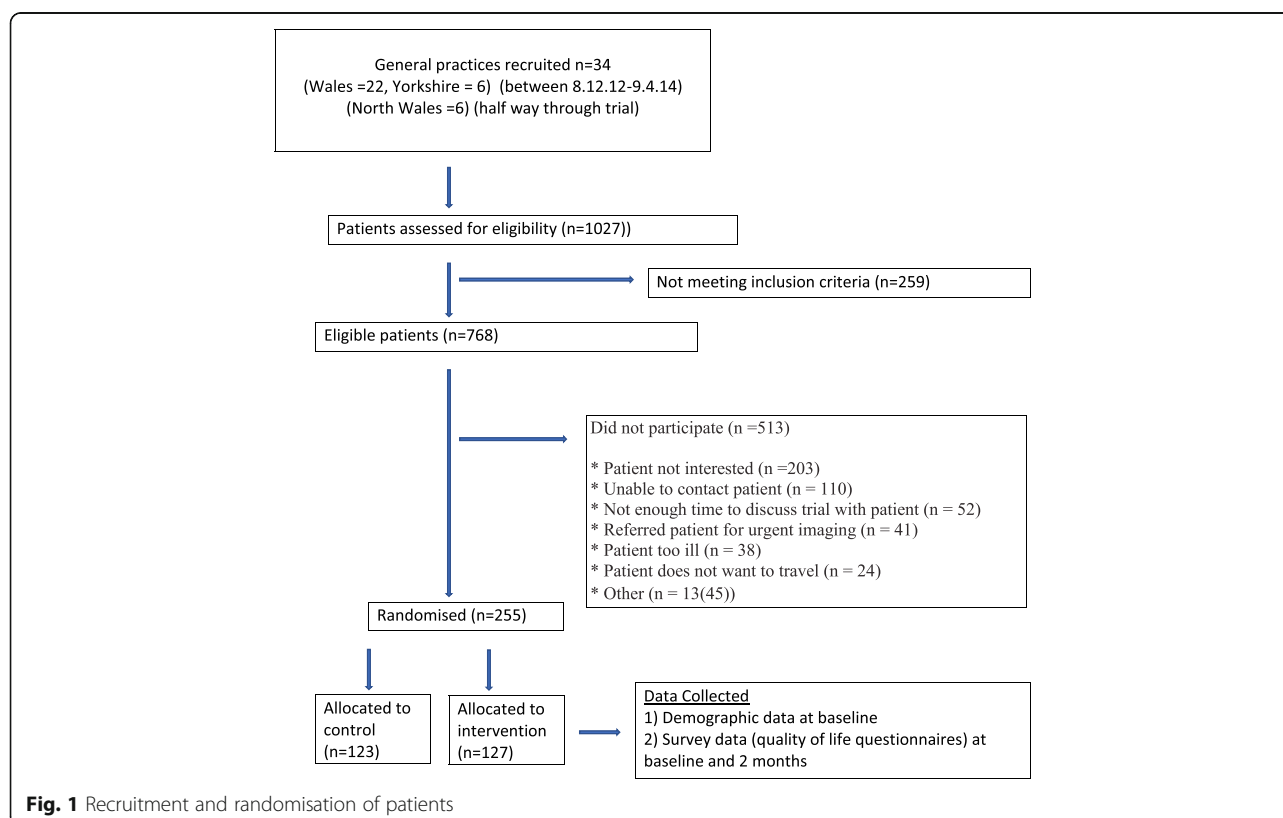 General practices recruited n=34
(Wales =22, Yorkshire = 6)  (between 8.12.12-9.4.14)
(North Wales =6) (half way through trial)
Patients assessed for eligibility (n=1027))
Not meeting inclusion criteria (n=259)
Eligible patients (n=768)
Did not participate (n =513)
* Patient not interested (n =203)
* Unable to contact patient (n = 110)
* Not enough time to discuss trial with patient (n = 52)
* Referred patient for urgent imaging (n = 41)
* Patient too ill (n = 38)
* Patient does not want to travel (n = 24)
* Other (n = 13(45))
Randomised (n=255)
Allocated to
control
(n=123)
Allocated to
intervention
(n=127)
Data Collected
1) Demographic data at baseline
2) Survey data (quality of life questionnaires) at
baseline and 2 months
Fig. 1 Recruitment and randomisation of patients